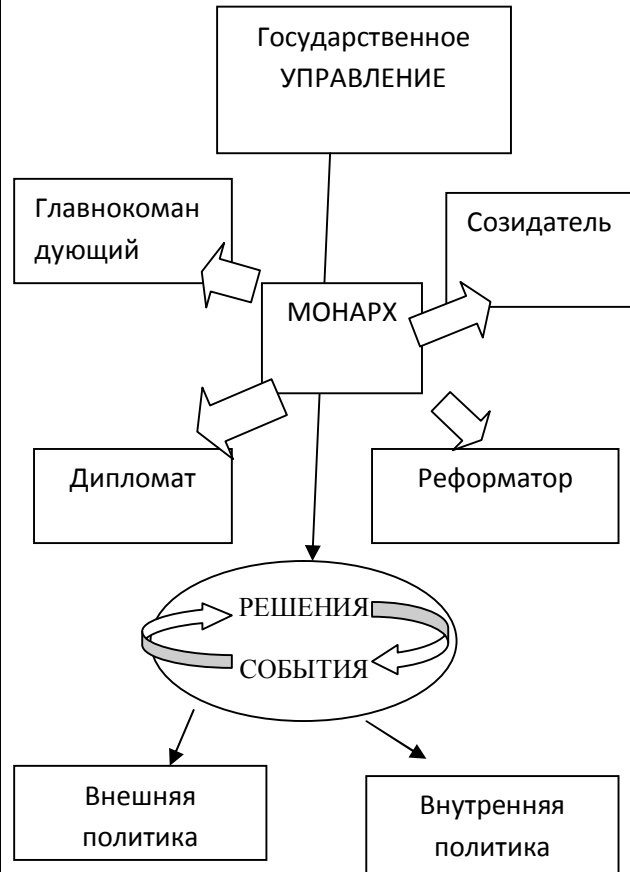 Государственное
УПРАВЛЕНИЕ
Главнокоман
дующий
Созидатель
МОНАРХ
Дипломат
Реформатор
РЕШЕНИЯ
СОБЫТИЯ
Внешняя
политика
Внутренняя
политика